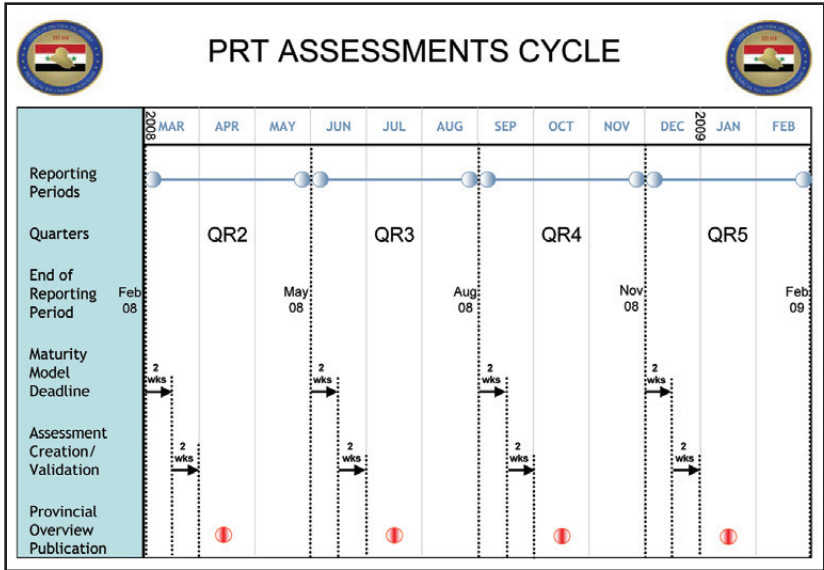 PRT ASSESSMENTS CYCLE
2008 MAR APR MAY JUN JUL AUG SEP OCT NOV DEC 2009 JAN FEB
Reporting
Periods
Quarters QR2 QR3 QR4 QR5
End of
Reporting Feb May Aug Nov Feb
Period 08 08 08 08 09
Maturity
Model 2 2 2 2
Deadline wks wks wks wks
Assessment
Creation/ 2 2 2 2
Validation wks wks wks wks
Provincial
Overview
Publication